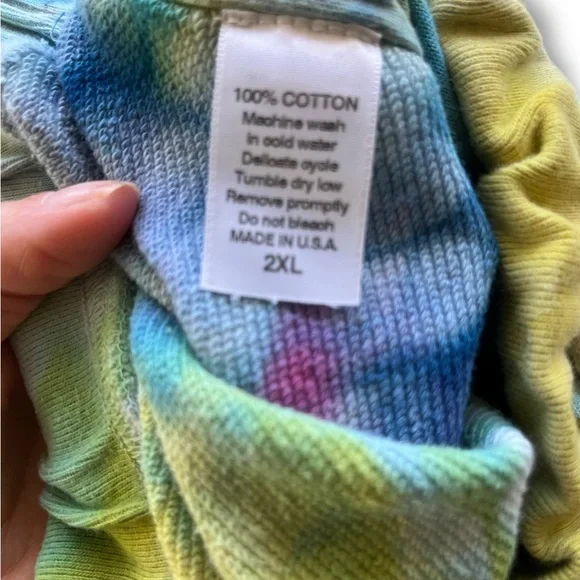 100% COTTON
Machine wash
in cold water
Delicate cycle
Tumble dry low
Remove promptly
Do not bleach
MADE IN U.S.A.
2XL